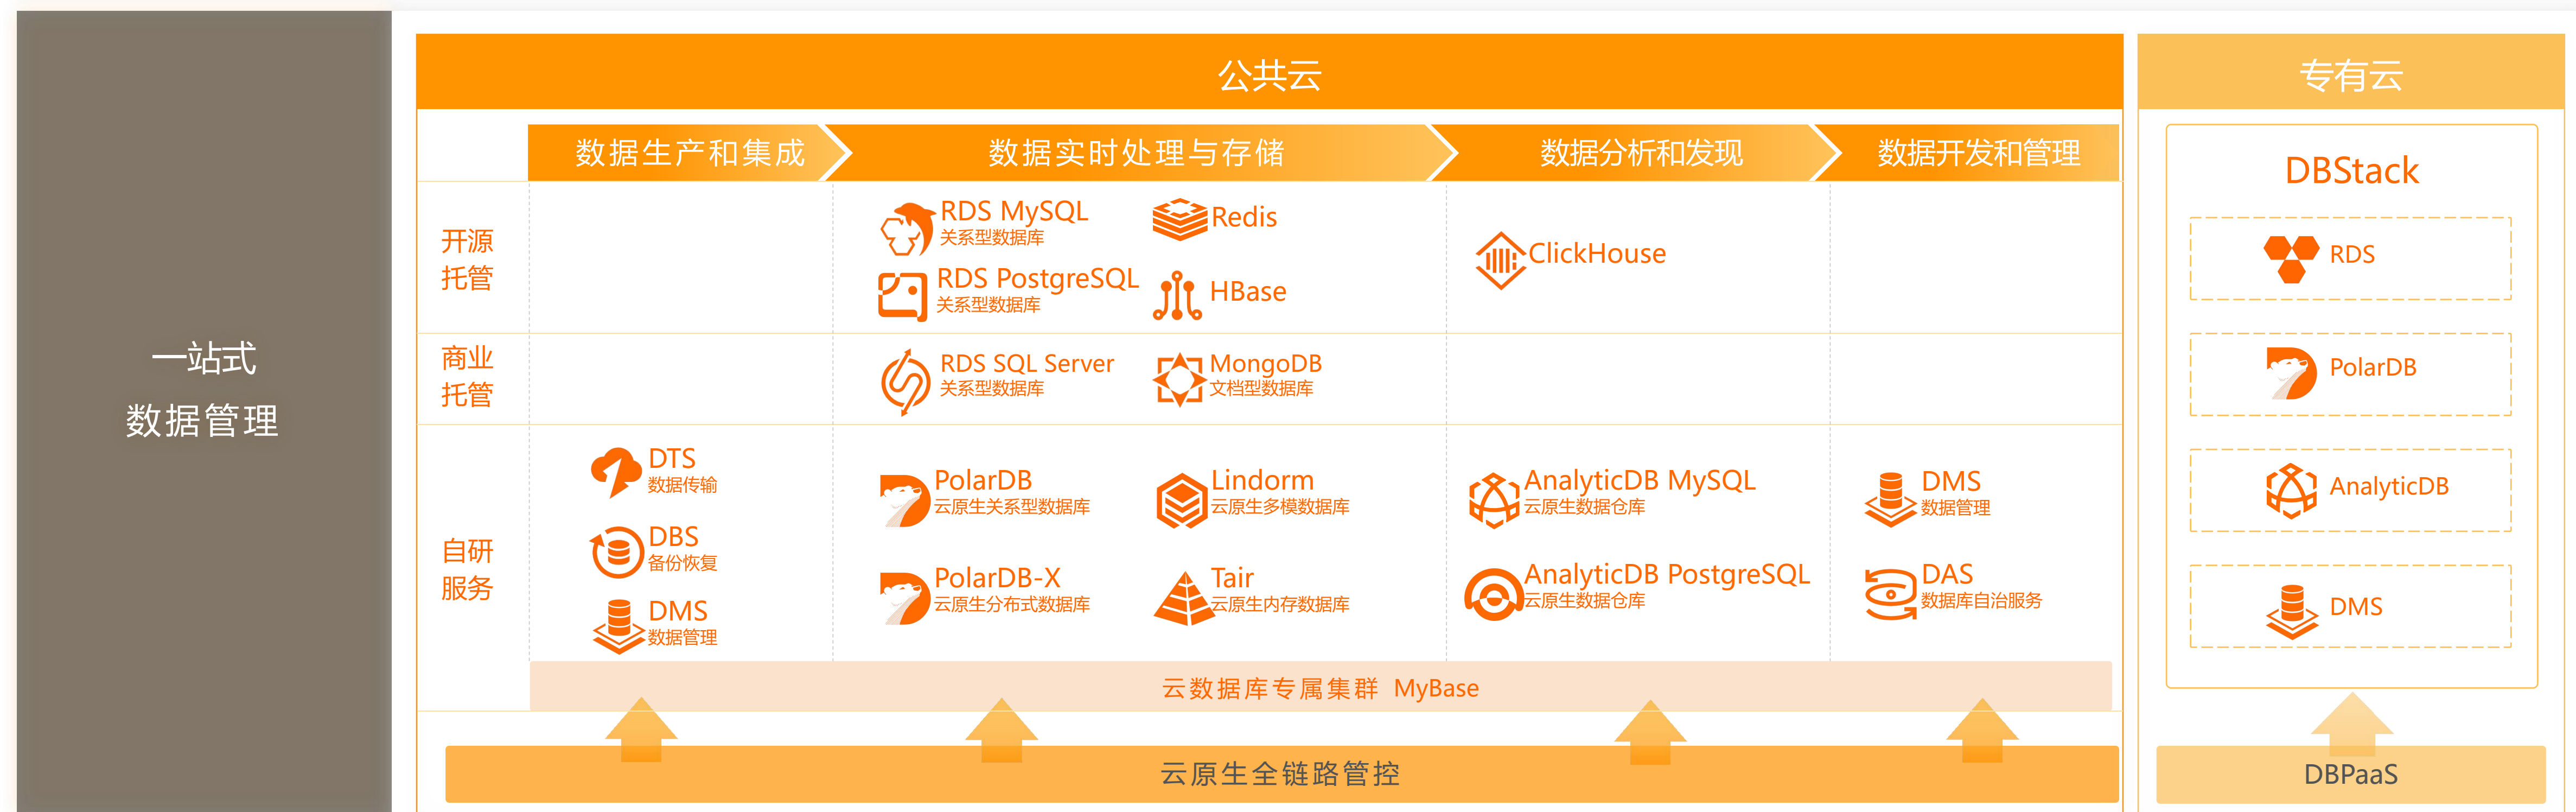 一站式
数据管理
公共云
数据生产和集成
数据实时处理与存储
数据分析和发现
数据开发和管理
开源
托管
RDS MySQL
关系型数据库
Redis
RDS PostgreSQL
关系型数据库
HBase
ClickHouse
商业
托管
RDS SQL Server
关系型数据库
MongoDB
文档型数据库
自研
服务
DTS
数据传输
DBS
备份恢复
DMS
数据管理
PolarDB
云原生关系型数据库
Lindorm
云原生多模数据库
PolarDB-X
云原生分布式数据库
Tair
云原生内存数据库
AnalyticDB MySQL
云原生数据仓库
AnalyticDB PostgreSQL
云原生数据仓库
DMS
数据管理
DAS
数据库自治服务
云数据库专属集群 MyBase
云原生全链路管控
专有云
DBStack
RDS
PolarDB
AnalyticDB
DMS
DBPaaS